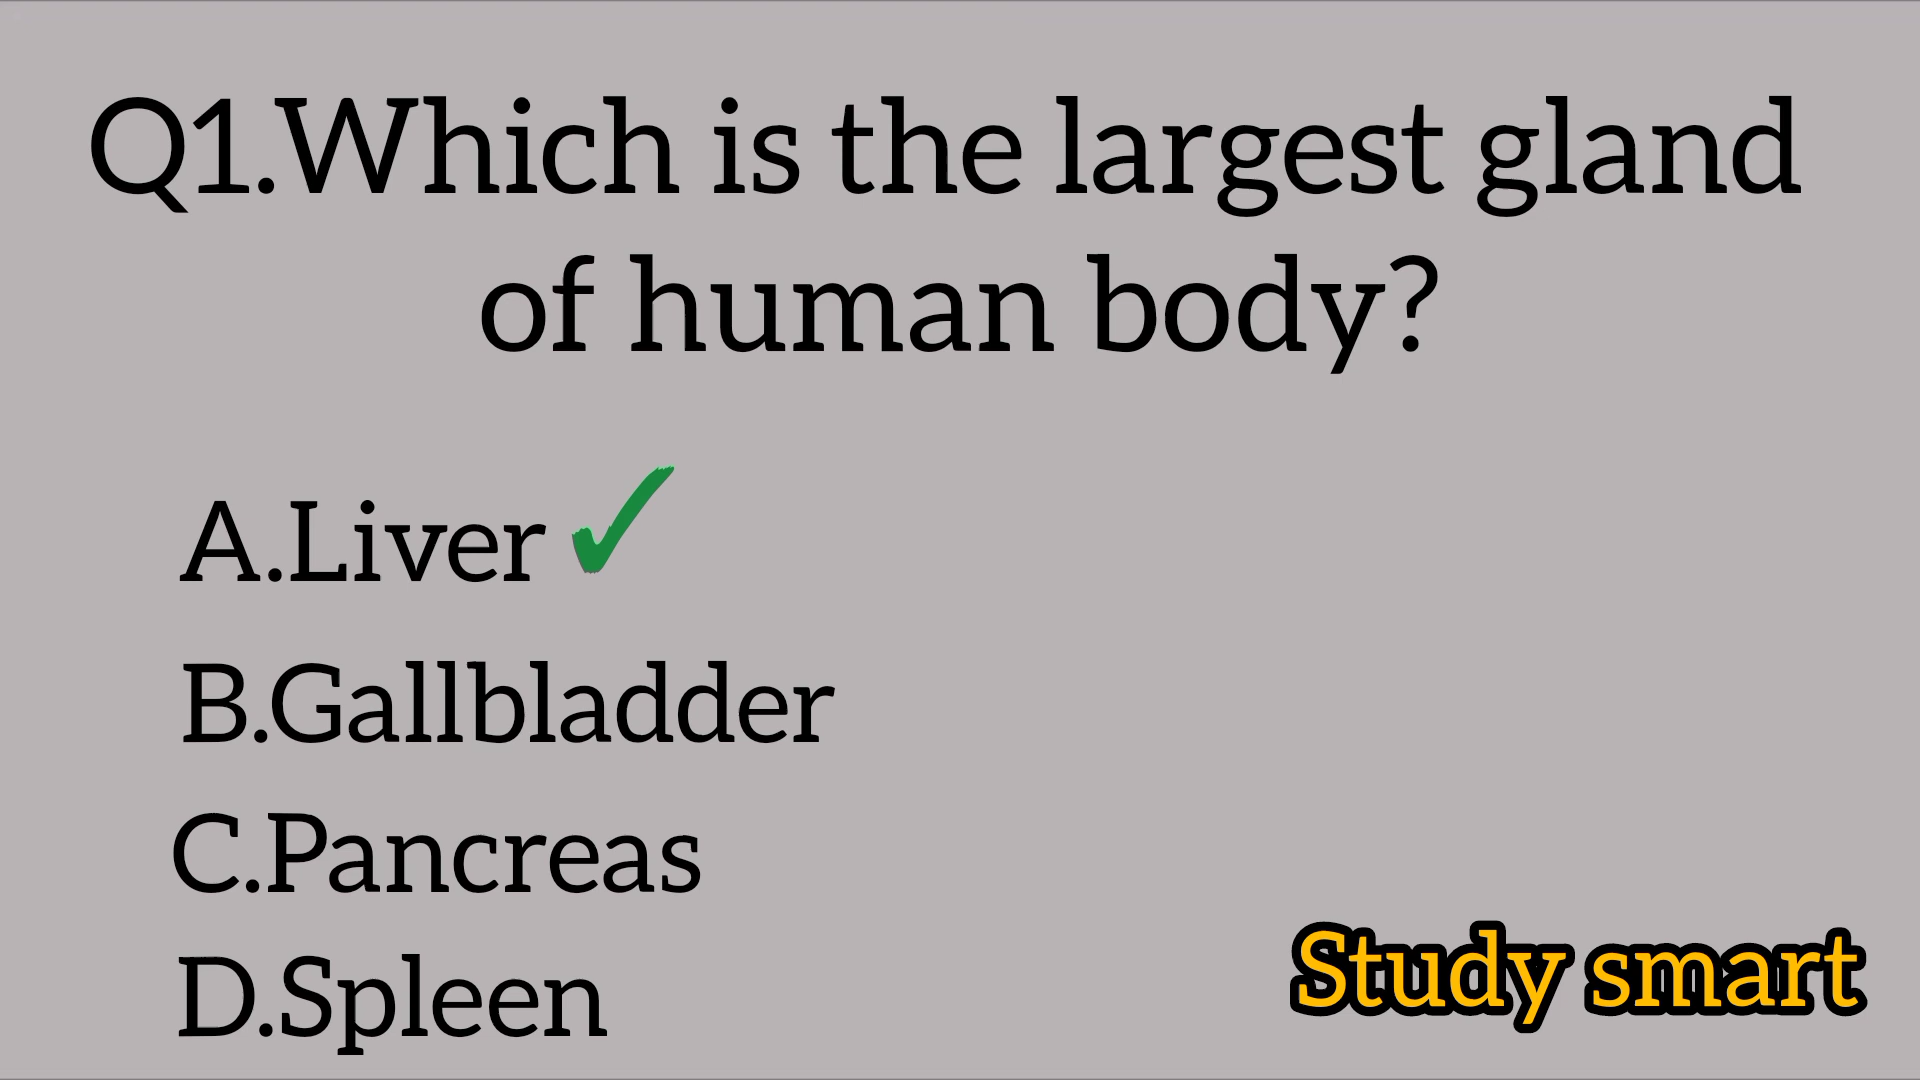 Q1.Which is the largest gland
of human body?
A.Liver ✓
B.Gallbladder
C.Pancreas
D.Spleen
Study smart